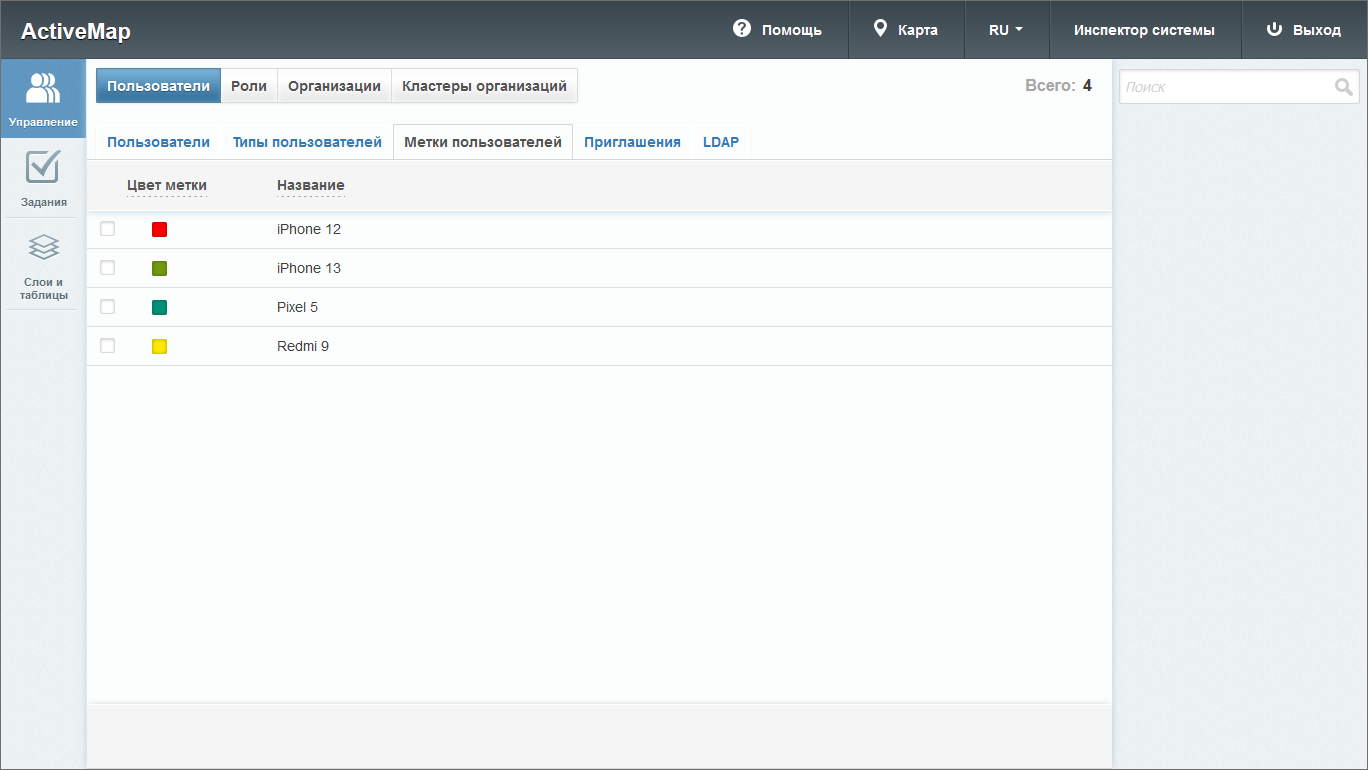 ActiveMap
Помощь
Карта
RU
Инспектор системы
Выход
Управление
Задания
Слои и
таблицы
Пользователи Роли Организации Кластеры организаций
Всего: 4
Поиск
Пользователи Типы пользователей Метки пользователей Приглашения LDAP
Цвет метки Название
iPhone 12
iPhone 13
Pixel 5
Redmi 9